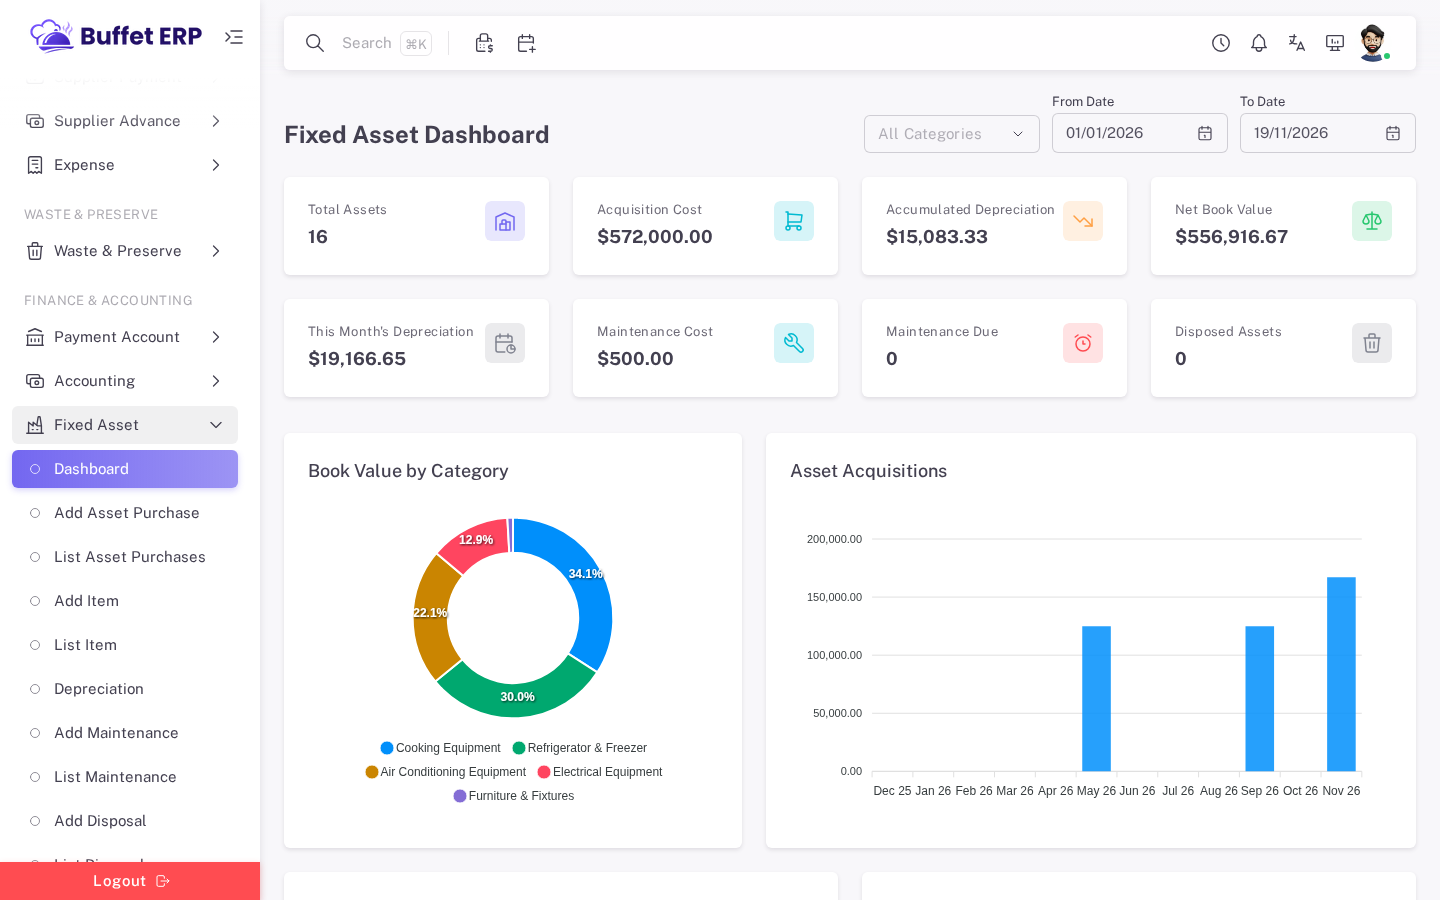 Buffet ERP
Supplier Advance
Expense
WASTE & PRESERVE
Waste & Preserve
FINANCE & ACCOUNTING
Payment Account
Accounting
Fixed Asset
Dashboard
Add Asset Purchase
List Asset Purchases
Add Item
List Item
Depreciation
Add Maintenance
List Maintenance
Add Disposal
Logout
Search ⌘K
Fixed Asset Dashboard
All Categories
From Date
01/01/2026
To Date
19/11/2026
Total Assets
16
Acquisition Cost
$572,000.00
Accumulated Depreciation
$15,083.33
Net Book Value
$556,916.67
This Month's Depreciation
$19,166.65
Maintenance Cost
$500.00
Maintenance Due
0
Disposed Assets
0
Book Value by Category
12.9%
34.1%
22.1%
30.0%
Cooking Equipment Refrigerator & Freezer
Air Conditioning Equipment Electrical Equipment
Furniture & Fixtures
Asset Acquisitions
200,000.00
150,000.00
100,000.00
50,000.00
0.00
Dec 25 Jan 26 Feb 26 Mar 26 Apr 26 May 26 Jun 26 Jul 26 Aug 26 Sep 26 Oct 26 Nov 26